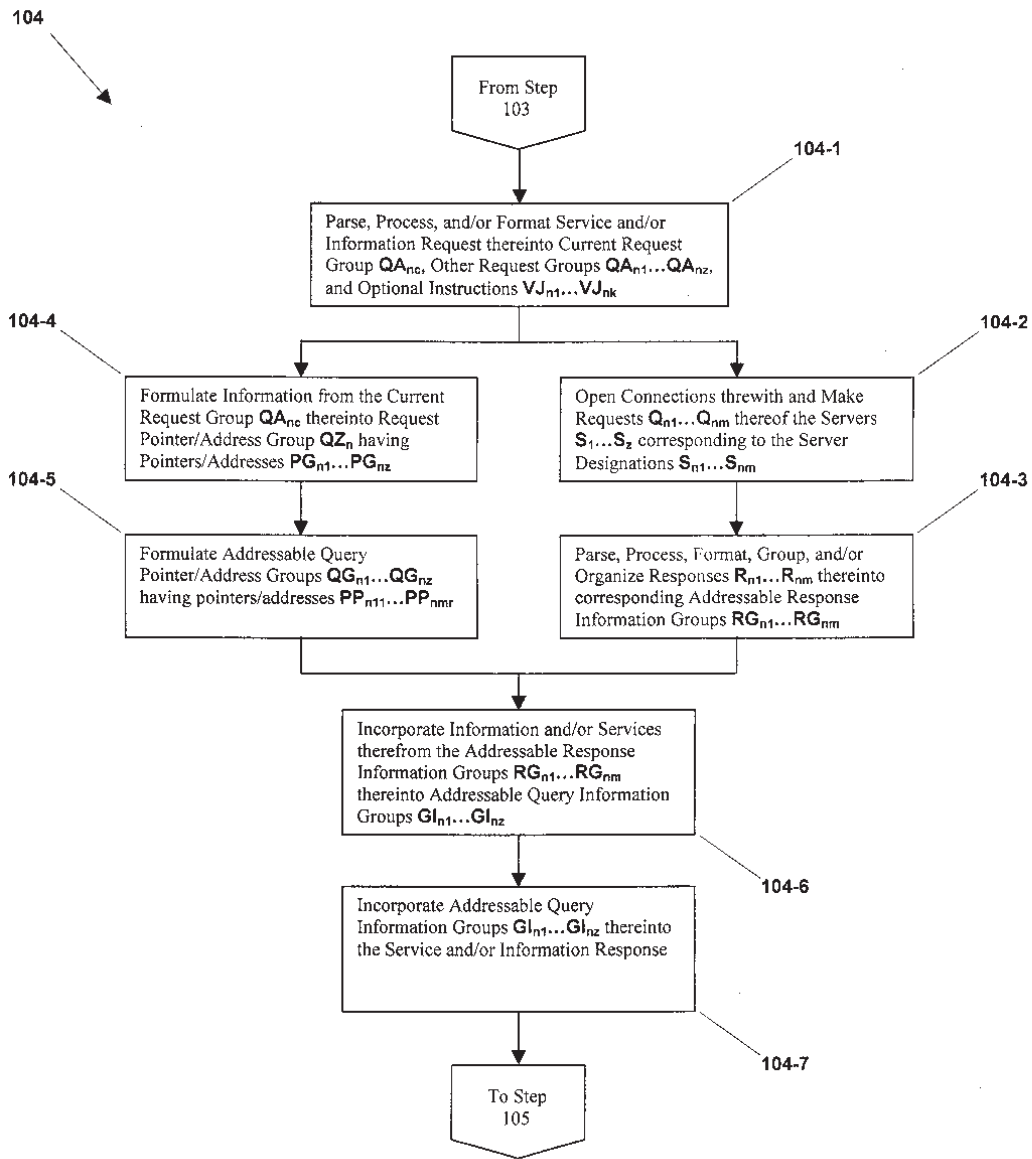 104
From Step
103
104-1
Parse, Process, and/or Format Service and/or
Information Request thereinto Current Request
Group QAnc, Other Request Groups QAn1...QAnz,
and Optional Instructions VJn1...VJnk
104-4
104-2
Formulate Information from the Current
Request Group QAnc thereinto Request
Pointer/Address Group QZn having
Pointers/Addresses PGn1...PGnz
Open Connections threwith and Make
Requests Qn1...Qnm thereof the Servers
S1...Sz corresponding to the Server
Designations Sn1...Snm
104-5
104-3
Formulate Addressable Query
Pointer/Address Groups QGn1...QGnz
having pointers/addresses PPn11...PPnmr
Parse, Process, Format, Group, and/or
Organize Responses Rn1...Rnm thereinto
corresponding Addressable Response
Information Groups RGn1...RGnm
Incorporate Information and/or Services
therefrom the Addressable Response
Information Groups RGn1...RGnm
thereinto Addressable Query Information
Groups GIn1...GInz
104-6
Incorporate Addressable Query
Information Groups GIn1...GInz thereinto
the Service and/or Information Response
104-7
To Step
105